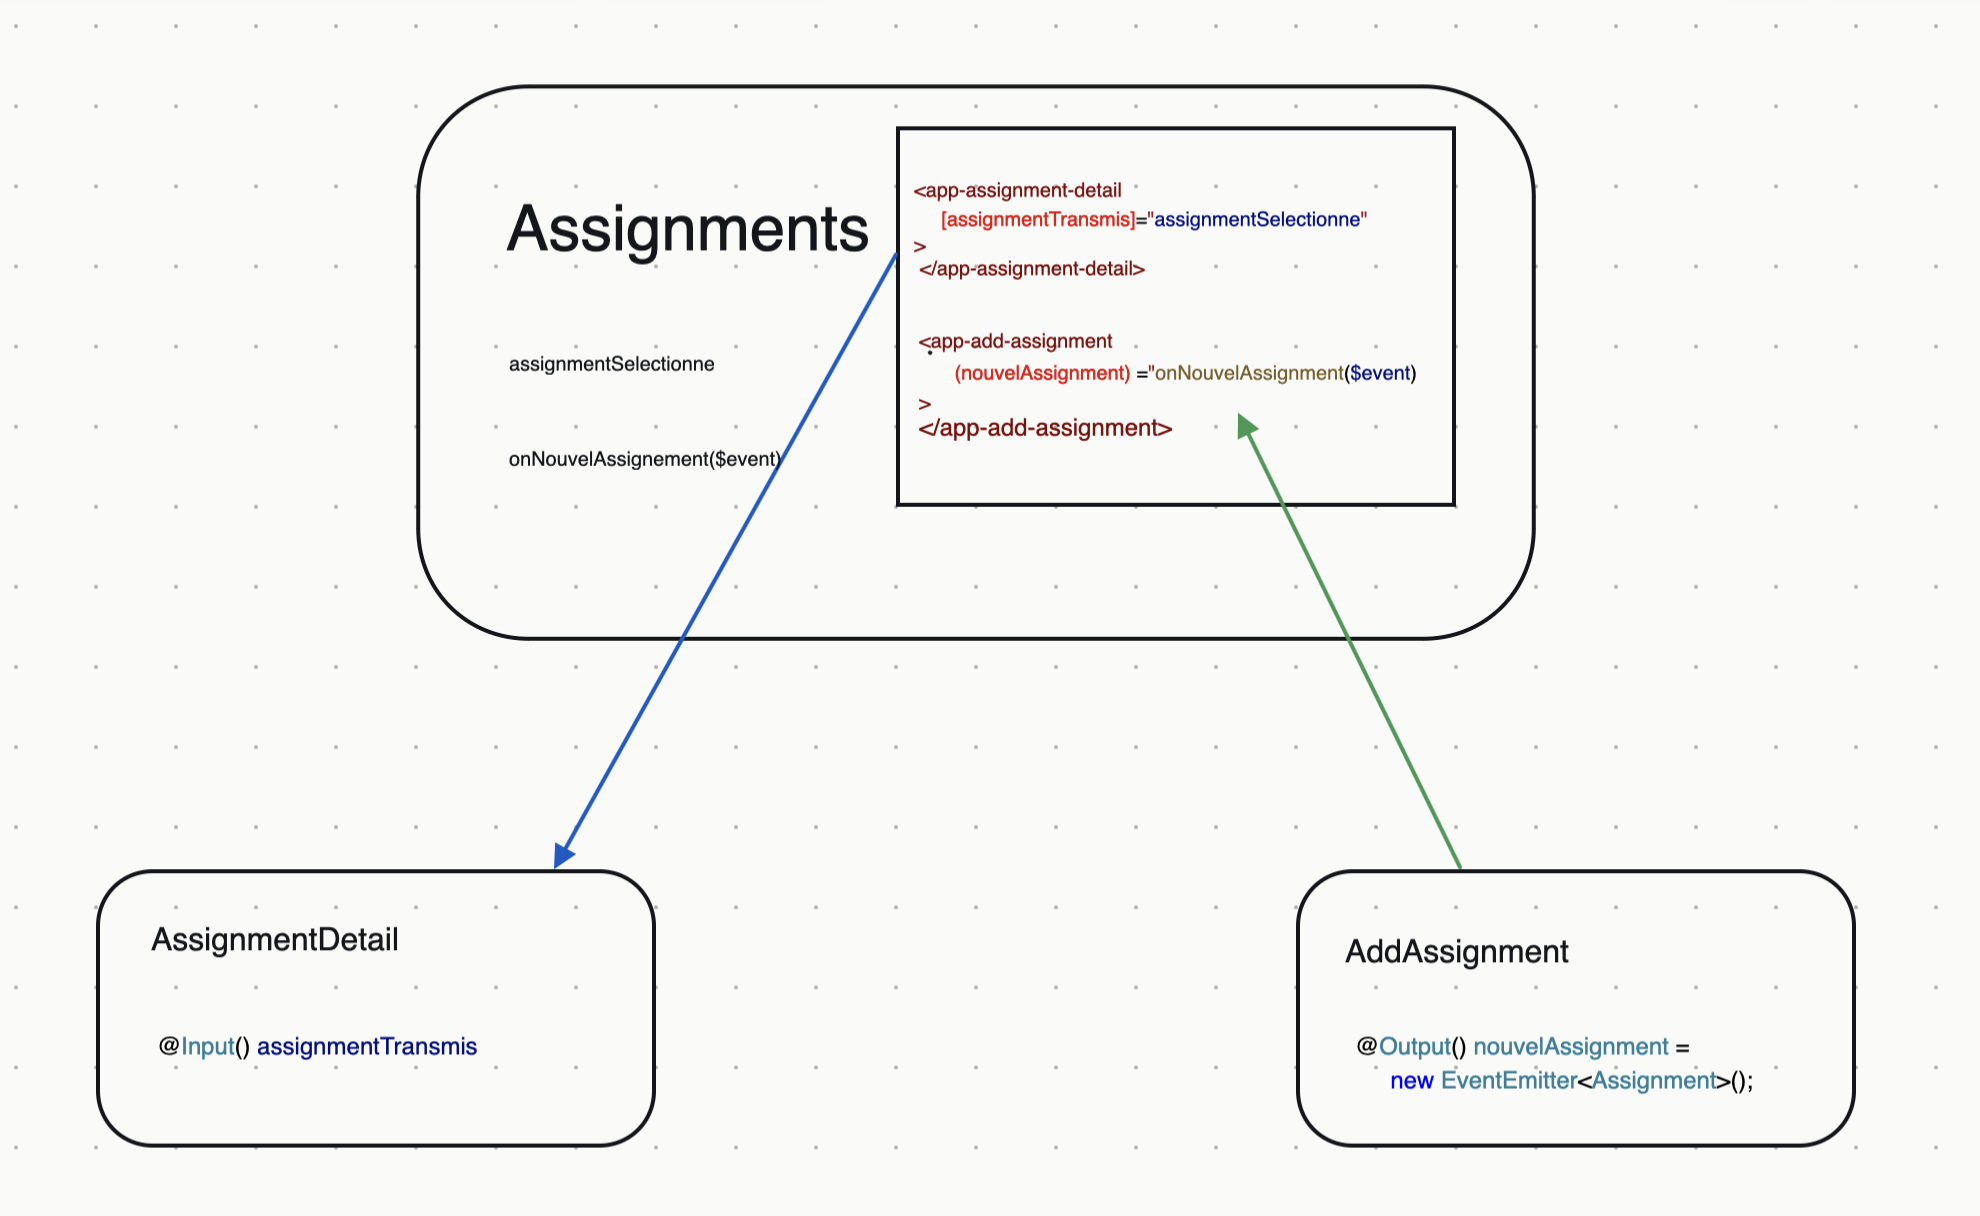 Assignments
assignmentSelectionne
onNouvelAssignement($event)
<app-assignment-detail
[assignmentTransmis]="assignmentSelectionne"
>
</app-assignment-detail>
<app-add-assignment
(nouvelAssignment) ="onNouvelAssignment($event)
>
</app-add-assignment>
AssignmentDetail
@Input() assignmentTransmis
AddAssignment
@Output() nouvelAssignment =
new EventEmitter<Assignment>();